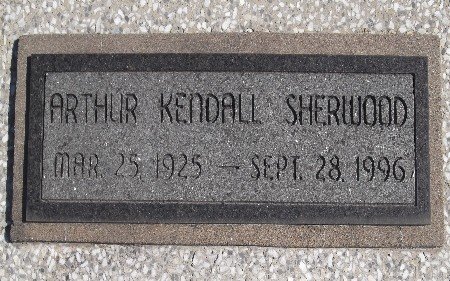 ARTHUR KENDALL SHERWOOD
MAR. 25, 1925 — SEPT. 28, 1996